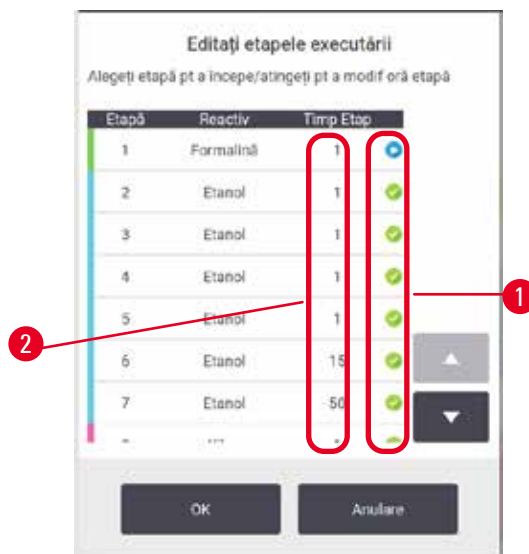 Editați etapele executării
Alegeți etapă pt a începe/atingeți pt a modif oră etapă
Etapă Reactiv Timp Etap
1 Formalină 1
2 Etanol 1
3 Etanol 1
4 Etanol 1
5 Etanol 1
6 Etanol 15
7 Etanol 50
1
2
OK Anulare